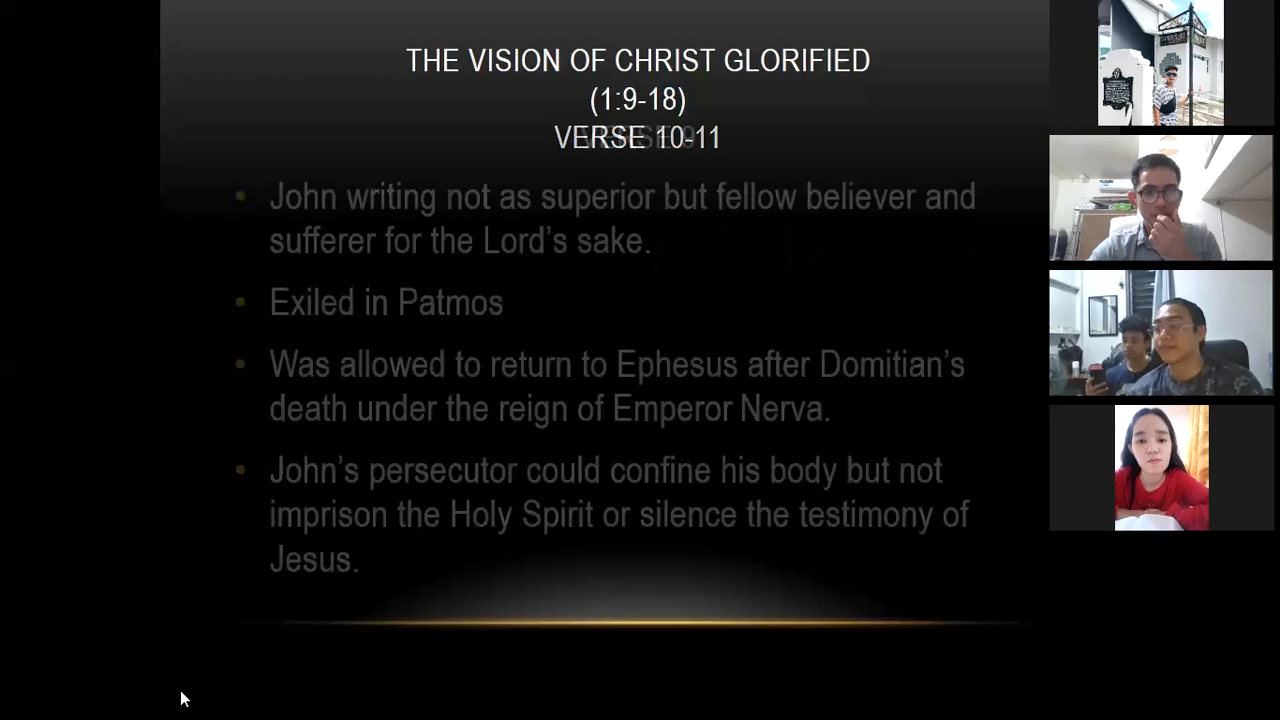 THE VISION OF CHRIST GLORIFIED
(1:9-18)
VERSE 10-11
• John writing not as superior but fellow believer and
sufferer for the Lord’s sake.
• Exiled in Patmos
• Was allowed to return to Ephesus after Domitian’s
death under the reign of Emperor Nerva.
• John’s persecutor could confine his body but not
imprison the Holy Spirit or silence the testimony of
Jesus.